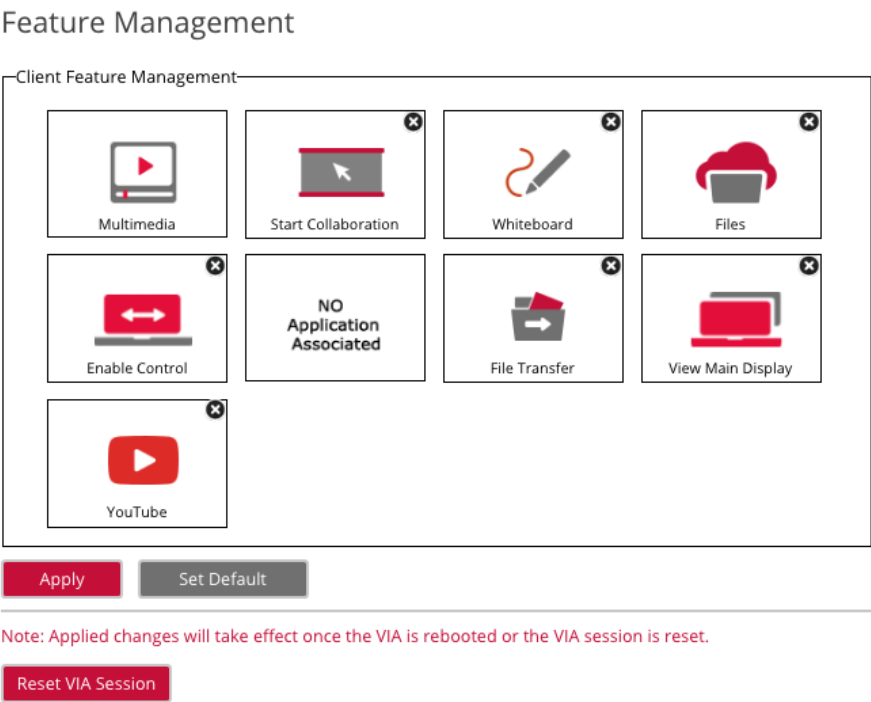 Feature Management
Client Feature Management
Multimedia
Start Collaboration
Whiteboard
Files
Enable Control
NO
Application
Associated
File Transfer
View Main Display
YouTube
Apply
Set Default
Note: Applied changes will take effect once the VIA is rebooted or the VIA session is reset.
Reset VIA Session